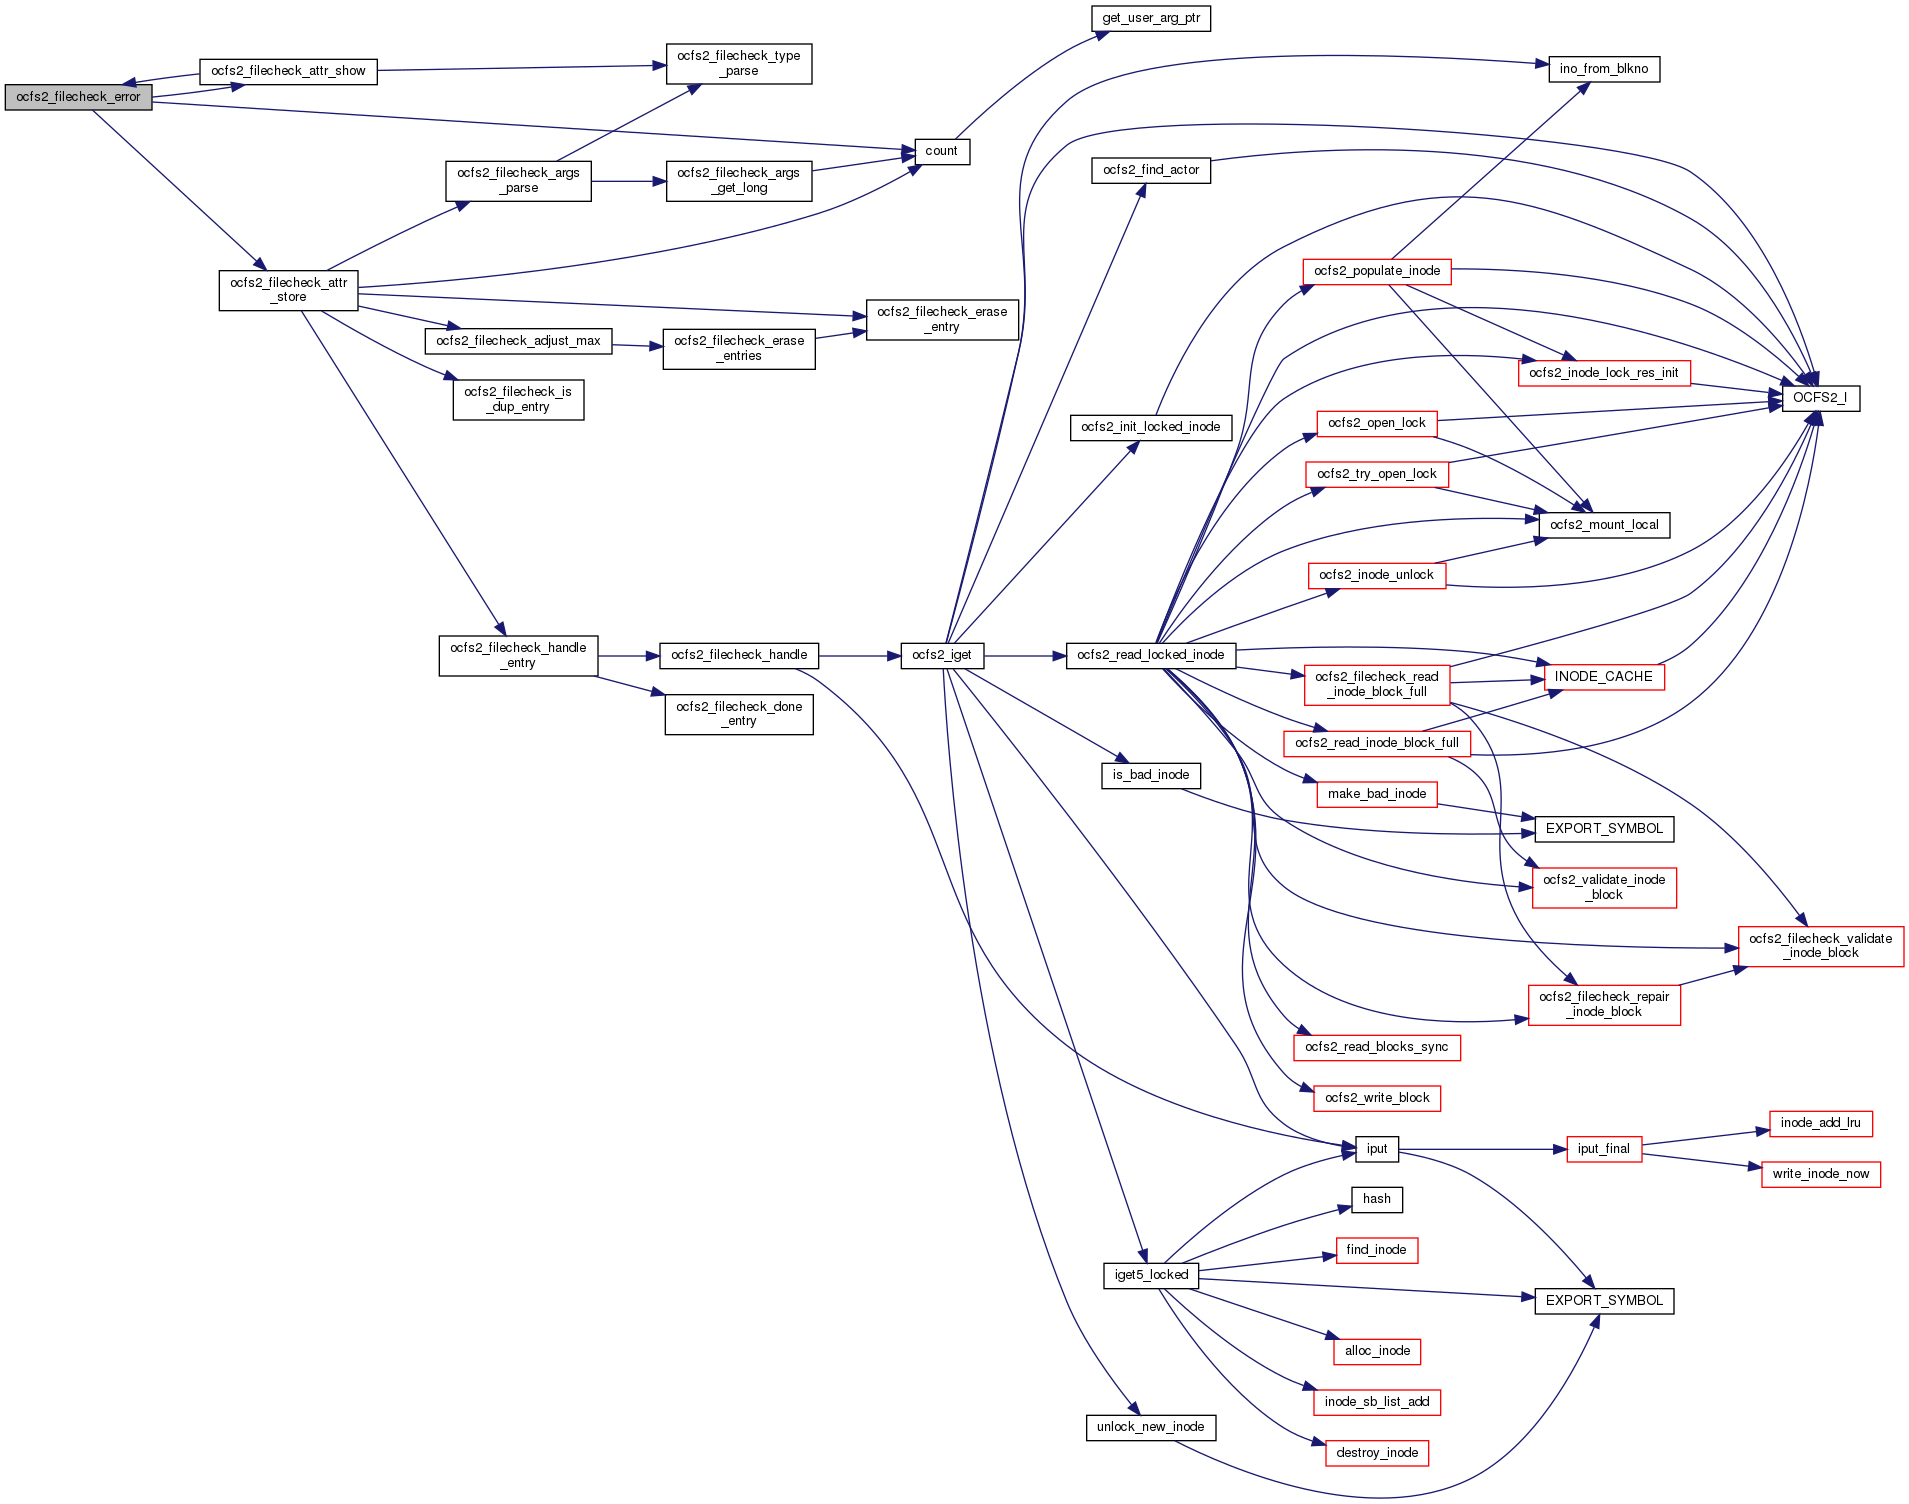 get_user_arg_ptr
ocfs2_filecheck_type
_parse
ocfs2_filecheck_attr_show
ino_from_blkno
ocfs2_filecheck_error
count
ocfs2_find_actor
ocfs2_filecheck_args
_parse
ocfs2_filecheck_args
_get_long
ocfs2_populate_inode
ocfs2_filecheck_attr
_store
ocfs2_filecheck_erase
_entry
ocfs2_filecheck_adjust_max
ocfs2_filecheck_erase
_entries
ocfs2_inode_lock_res_init
ocfs2_filecheck_is
_dup_entry
OCFS2_I
ocfs2_open_lock
ocfs2_init_locked_inode
ocfs2_try_open_lock
ocfs2_mount_local
ocfs2_inode_unlock
ocfs2_filecheck_handle
_entry
ocfs2_filecheck_handle
ocfs2_iget
ocfs2_read_locked_inode
ocfs2_filecheck_read
_inode_block_full
INODE_CACHE
ocfs2_filecheck_done
_entry
ocfs2_read_inode_block_full
is_bad_inode
make_bad_inode
EXPORT_SYMBOL
ocfs2_validate_inode
_block
ocfs2_filecheck_validate
_inode_block
ocfs2_filecheck_repair
_inode_block
ocfs2_read_blocks_sync
ocfs2_write_block
inode_add_lru
iput
iput_final
write_inode_now
hash
find_inode
iget5_locked
EXPORT_SYMBOL
alloc_inode
inode_sb_list_add
unlock_new_inode
destroy_inode